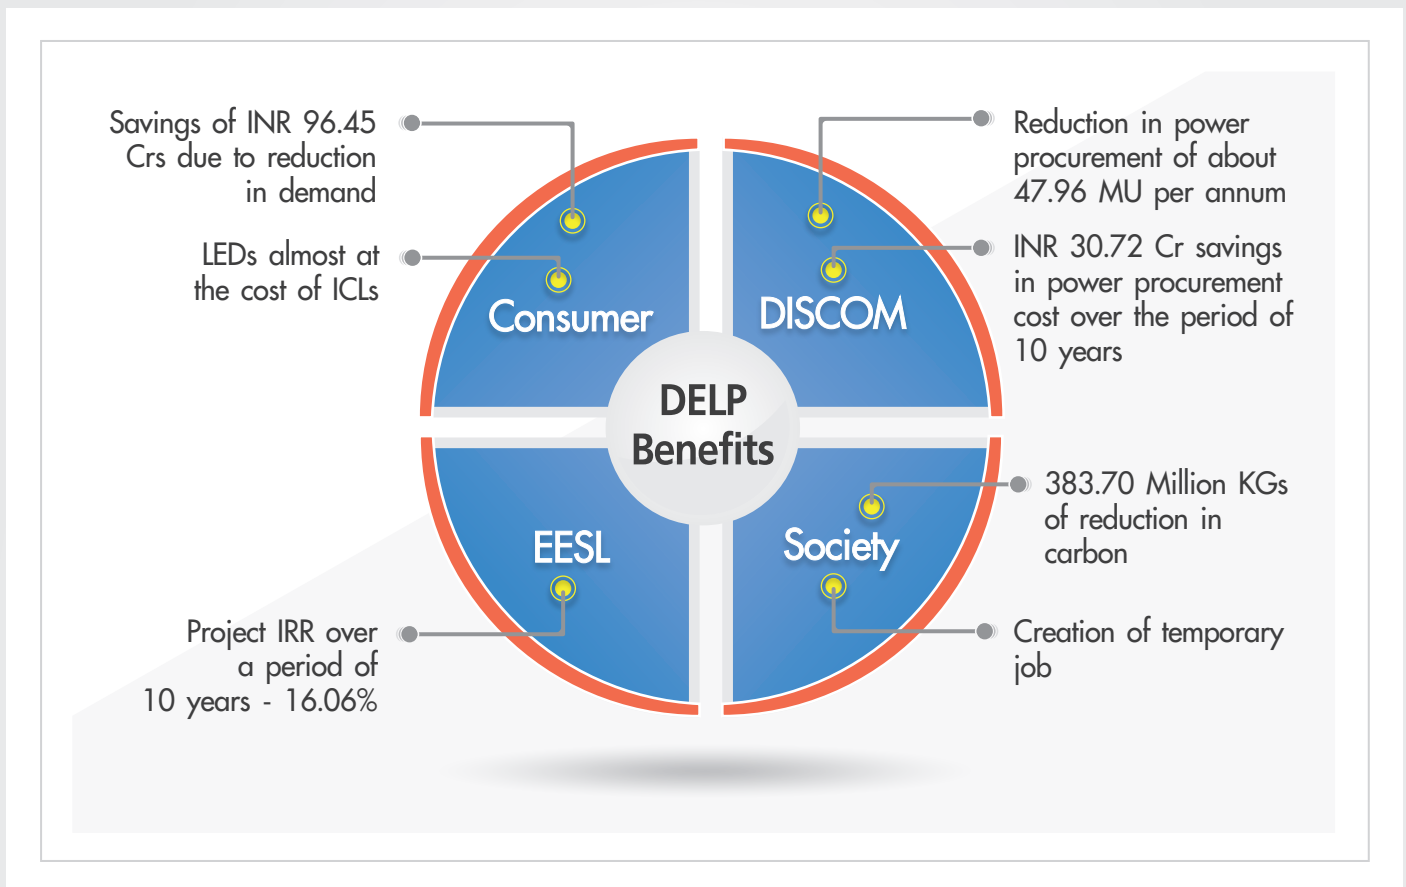 Savings of INR 96.45
Crs due to reduction
in demand
LEDs almost at
the cost of ICLs
Consumer
Reduction in power
procurement of about
47.96 MU per annum
INR 30.72 Cr savings
in power procurement
cost over the period of
10 years
DISCOM
DELP
Benefits
EESL
Project IRR over
a period of
10 years - 16.06%
Society
383.70 Million KGs
of reduction in
carbon
Creation of temporary
job